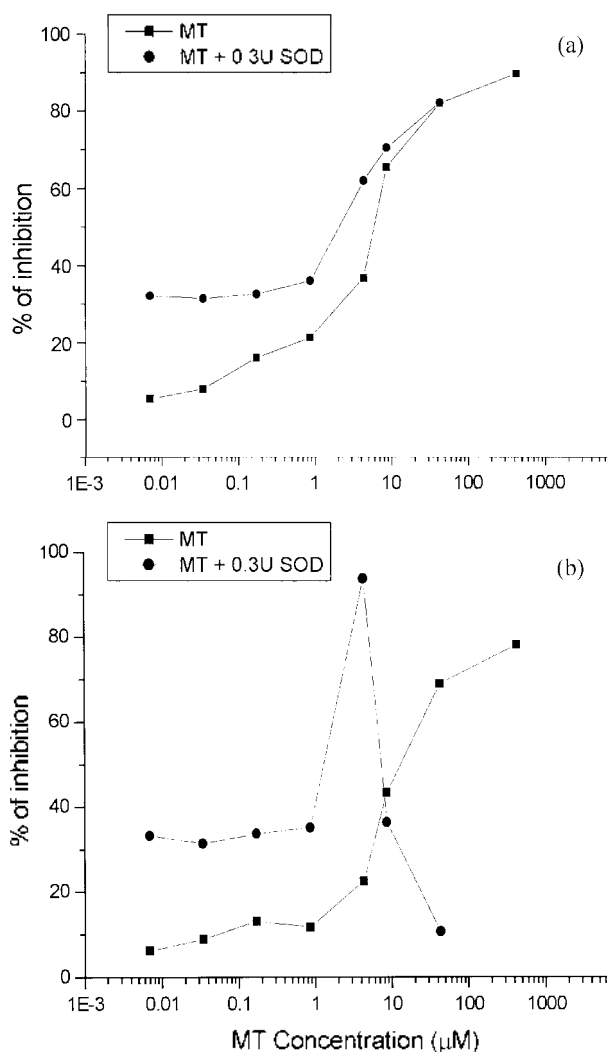 MT
MT + 0 3U SOD
(a)
% of inhibition
100
80
60
40
20
0
1E-3 0.01 0.1 1 10 100 1000
MT
MT + 0.3U SOD
(b)
% of inhibition
100
80
60
40
20
0
1E-3 0.01 0.1 1 10 100 1000
MT Concentration (μM)